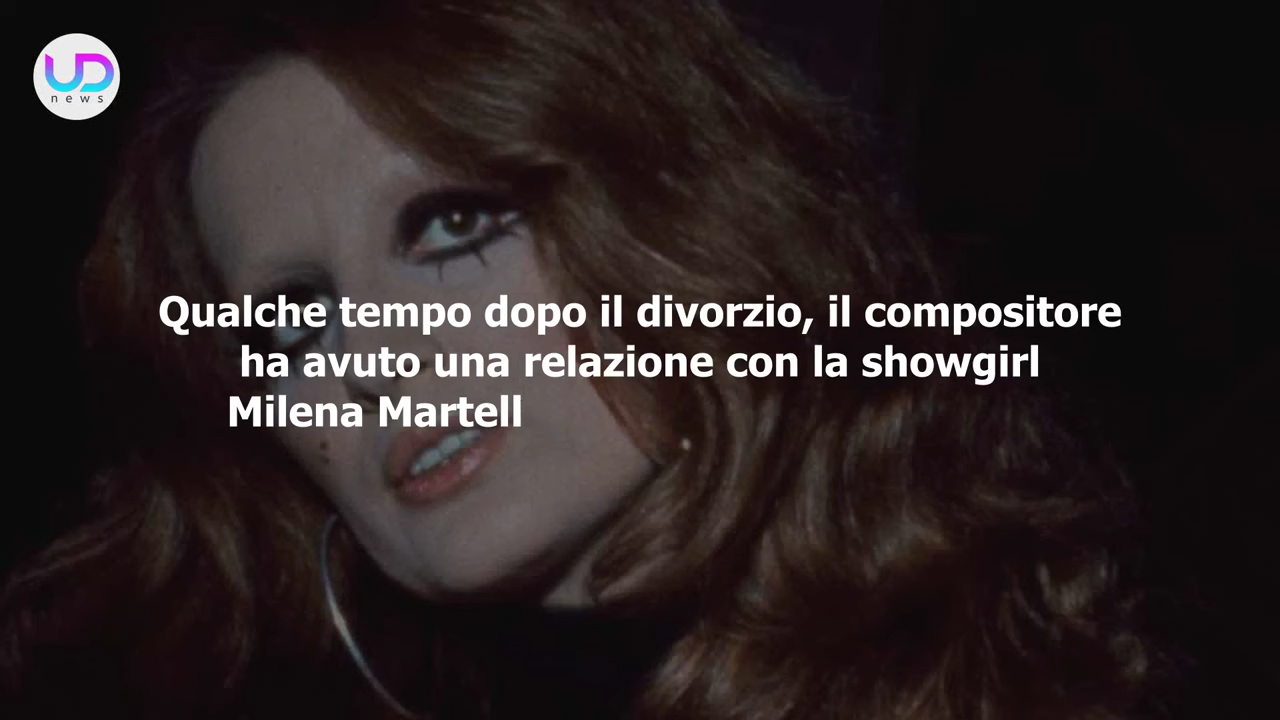 UD
news
Qualche tempo dopo il divorzio, il compositore
ha avuto una relazione con la showgirl
Milena Martell